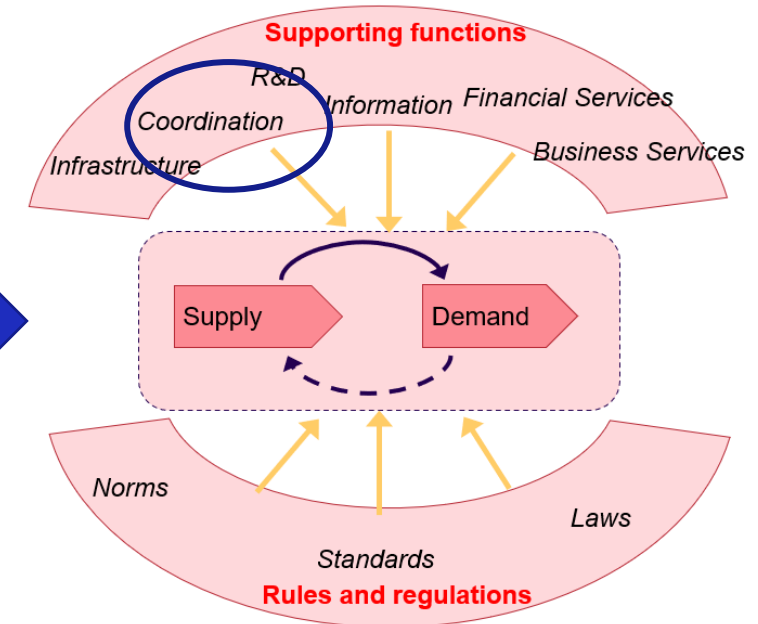 Supporting functions
R&D
Coordination
Information
Financial Services
Infrastructure
Business Services
Supply
Demand
Norms
Laws
Standards
Rules and regulations